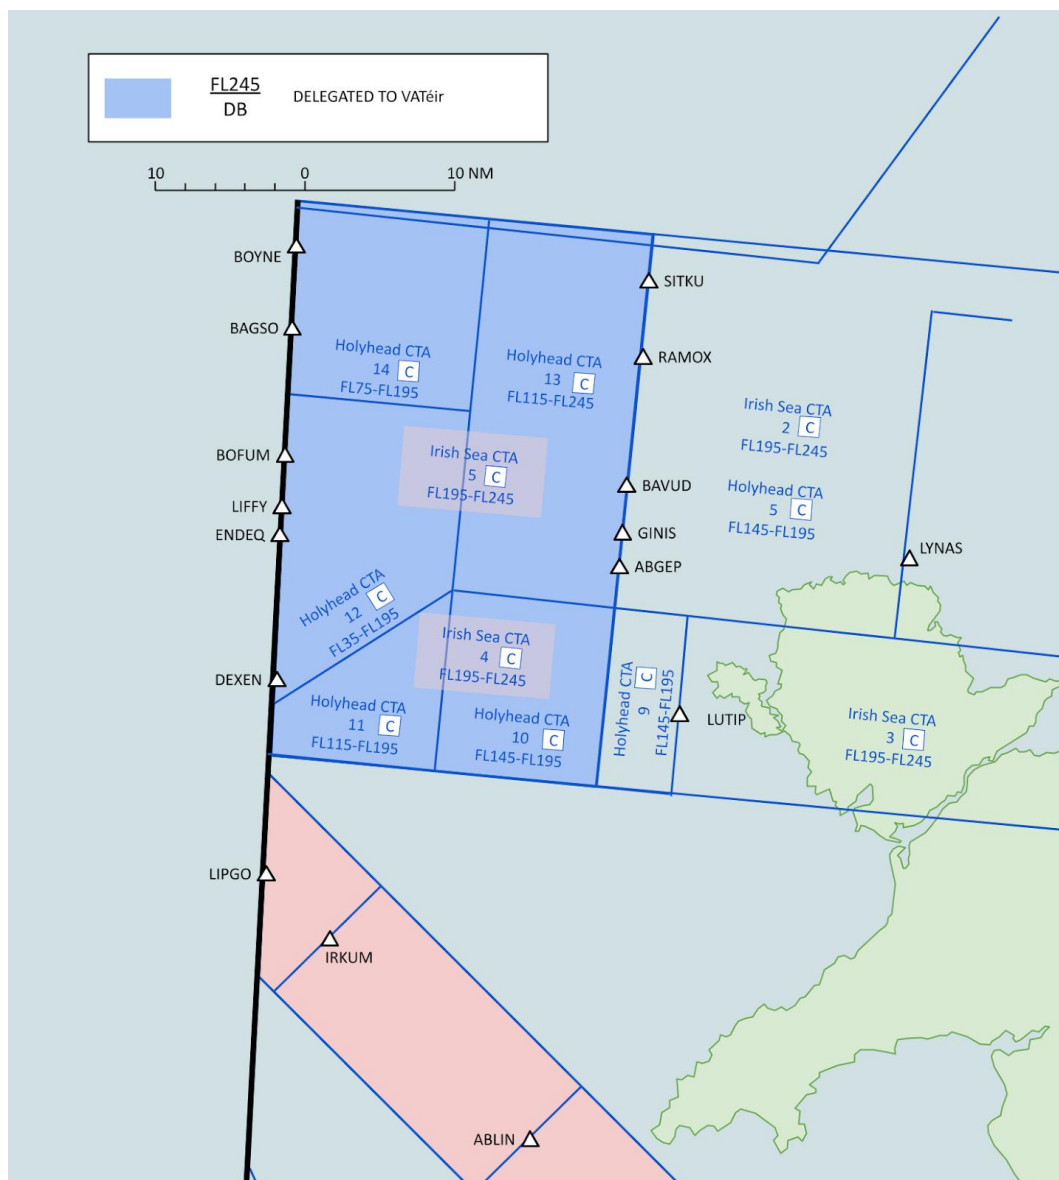 FL245
DB
DELEGATED TO VATéir
10
0
10 NM
BOYNE
SITKU
BAGSO
RAMOX
Holyhead CTA
14 C
FL75-FL195
Holyhead CTA
13 C
FL115-FL245
Irish Sea CTA
2 C
FL195-FL245
BOFUM
Irish Sea CTA
5 C
FL195-FL245
BAVUD
Holyhead CTA
5 C
FL145-FL195
LIFFY
ENDEQ
GINIS
ABGEP
LYNAS
Holyhead CTA
12 C
FL35-FL195
Irish Sea CTA
4 C
FL195-FL245
DEXEN
Holyhead CTA
11 C
FL115-FL195
Holyhead CTA
10 C
FL145-FL195
Holyhead CTA
9 C
FL145-FL195
LUTIP
Irish Sea CTA
3 C
FL195-FL245
LIPGO
IRKUM
ABLIN